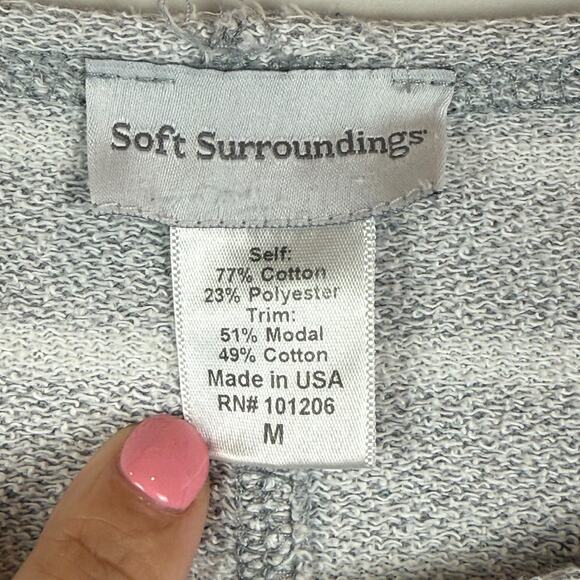 Soft Surroundings
Self:
77% Cotton
23% Polyester
Trim:
51% Modal
49% Cotton
Made in USA
RN# 101206
M